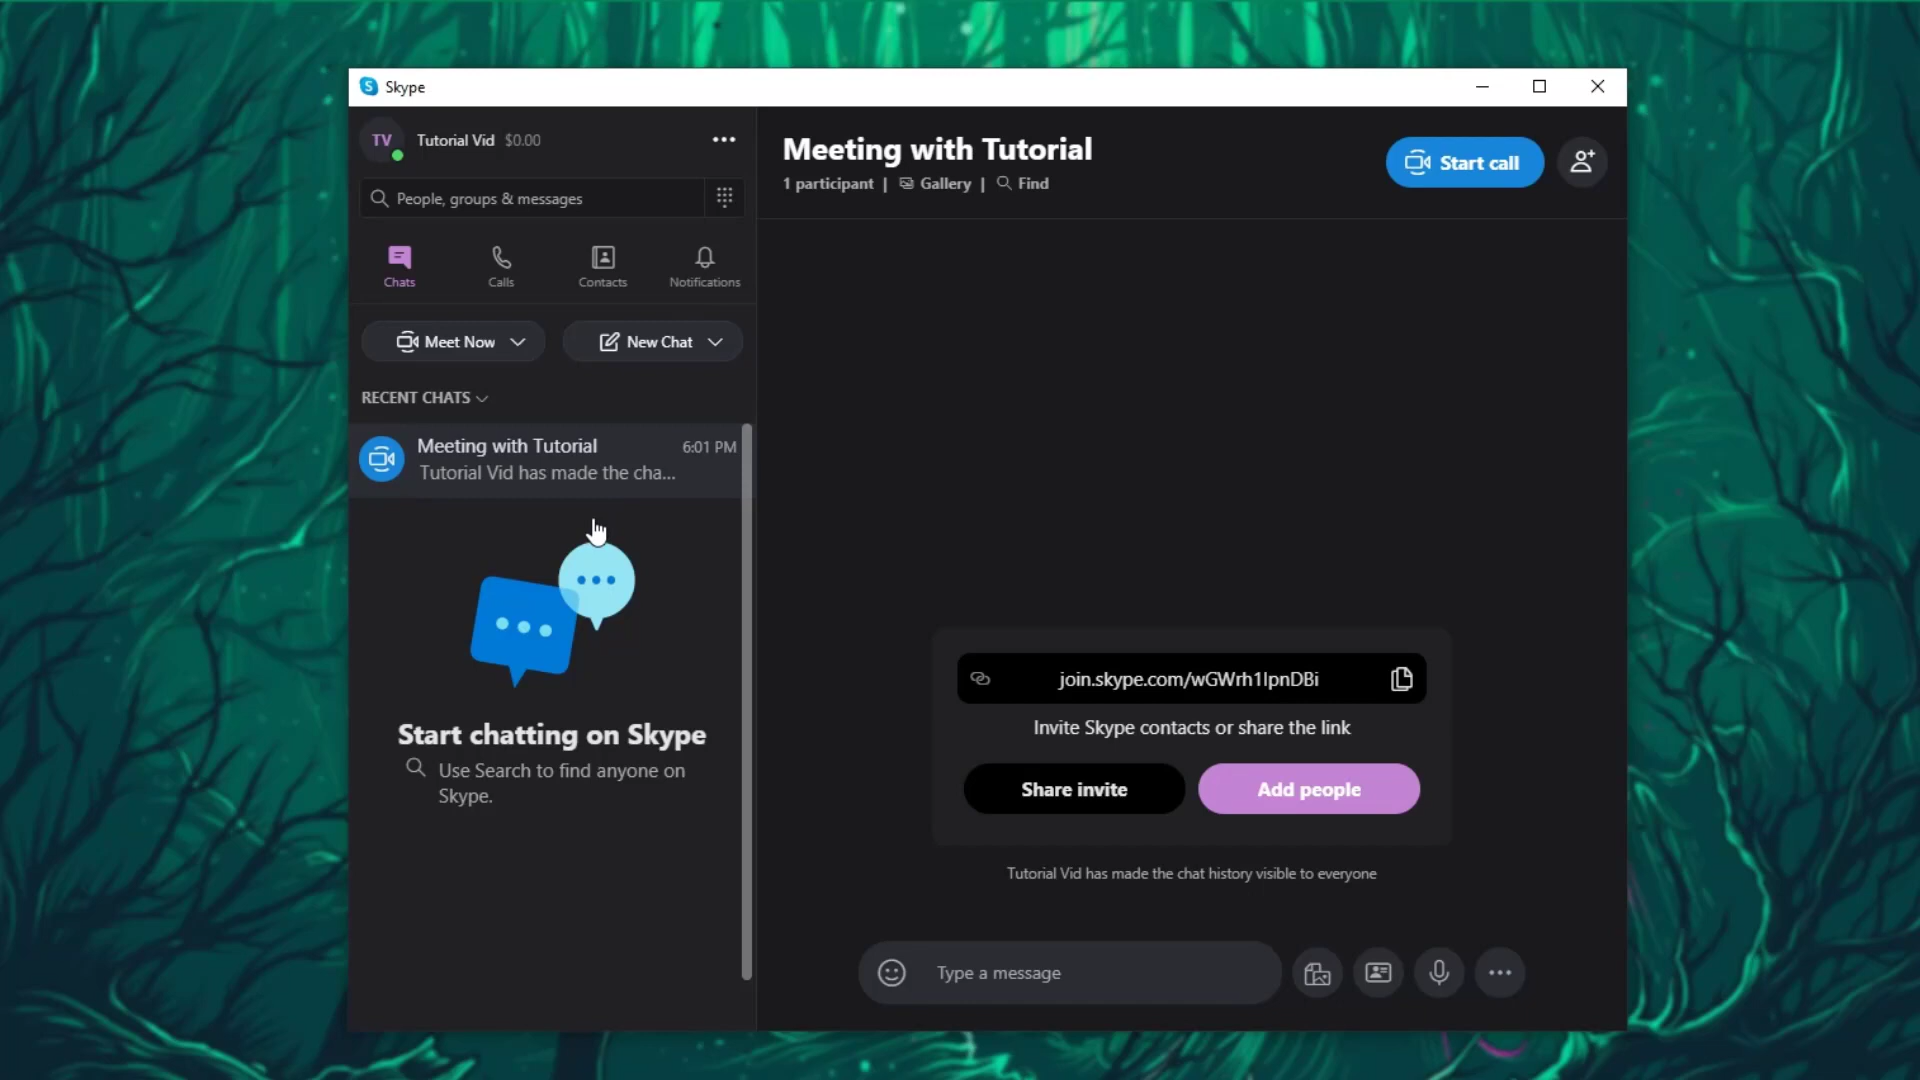 Skype
TV
Tutorial Vid $0.00
People, groups & messages
Chats
Calls
Contacts
Notifications
Meet Now
New Chat
RECENT CHATS
Meeting with Tutorial 6:01 PM
Tutorial Vid has made the cha...
Start chatting on Skype
Use Search to find anyone on
Skype.
Meeting with Tutorial
1 participant | Gallery | Find
Start call
join.skype.com/wGWrh1lpnDBi
Invite Skype contacts or share the link
Share invite
Add people
Tutorial Vid has made the chat history visible to everyone
Type a message